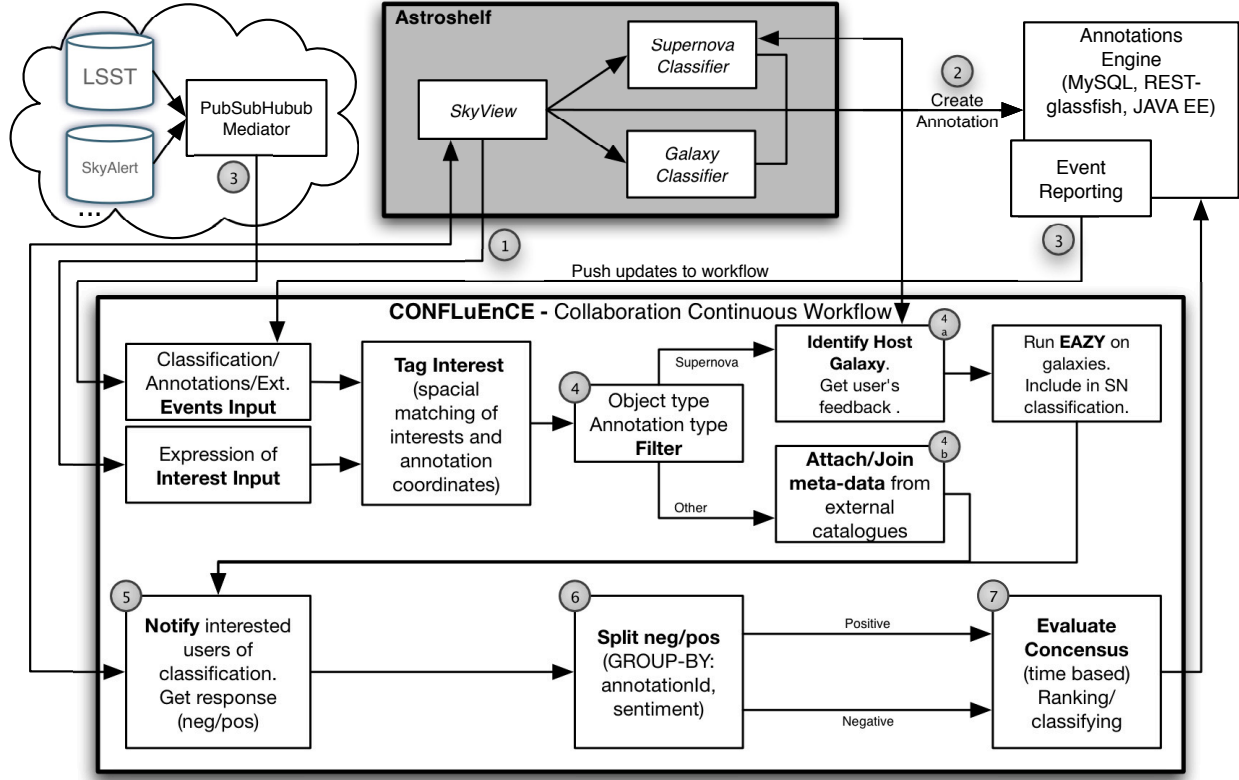 LSST
SkyAlert
...
PubSubHubub
Mediator
3
Astroshelf
SkyView
Supernova
Classifier
Galaxy
Classifier
1
2
Create
Annotation
Annotations
Engine
(MySQL, REST-
glassfish, JAVA EE)
Event
Reporting
3
Push updates to workflow
CONFLuEnCE - Collaboration Continuous Workflow
Classification/
Annotations/Ext.
Events Input
Expression of
Interest Input
Tag Interest
(spacial
matching of
interests and
annotation
coordinates)
4
Object type
Annotation type
Filter
Supernova
Other
4
a
Identify Host
Galaxy.
Get user's
feedback .
Run EAZY on
galaxies.
Include in SN
classification.
4
b
Attach/Join
meta-data from
external
catalogues
5
Notify interested
users of
classification.
Get response
(neg/pos)
6
Split neg/pos
(GROUP-BY:
annotationId,
sentiment)
Positive
Negative
7
Evaluate
Concensus
(time based)
Ranking/
classifying